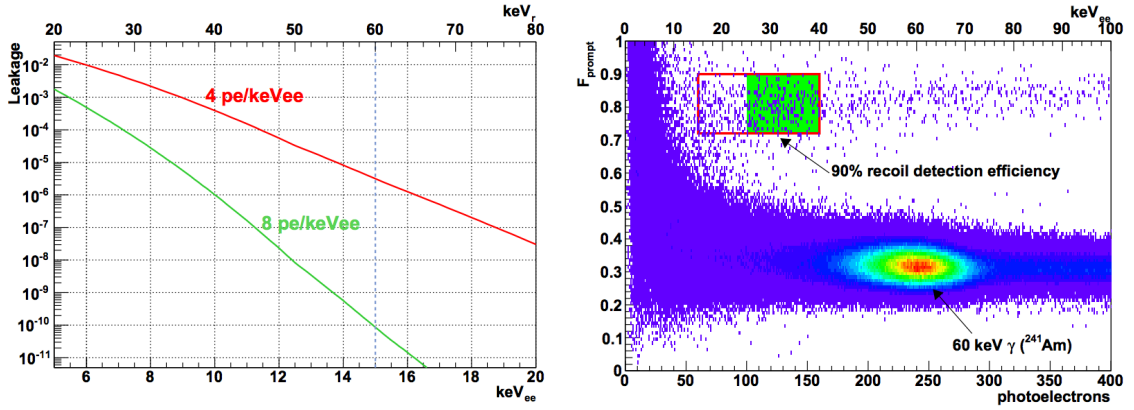 keVr
20 30 40 50 60 70 80
Leakage
10-2
10-3
10-4
10-5
10-6
10-7
10-8
10-9
10-10
10-11
4 pe/keVee
8 pe/keVee
6 8 10 12 14 16 18 20
keVee
keVee
0 10 20 30 40 50 60 70 80 90 100
Fprompt
1
0.9
0.8
0.7
0.6
0.5
0.4
0.3
0.2
0.1
0
90% recoil detection efficiency
60 keV γ (241Am)
0 50 100 150 200 250 300 350 400
photoelectrons